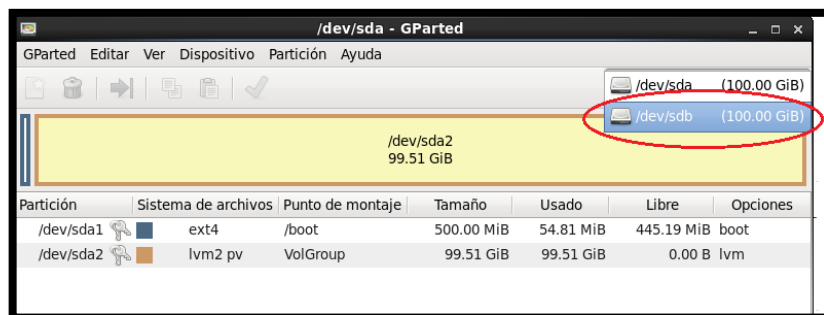 /dev/sda - GParted
GParted Editar Ver Dispositivo Partición Ayuda
/dev/sda (100.00 GiB)
/dev/sdb (100.00 GiB)
/dev/sda2
99.51 GiB
Partición Sistema de archivos Punto de montaje Tamaño Usado Libre Opciones
/dev/sda1 ext4 /boot 500.00 MiB 54.81 MiB 445.19 MiB boot
/dev/sda2 lvm2 pv VolGroup 99.51 GiB 99.51 GiB 0.00 B lvm